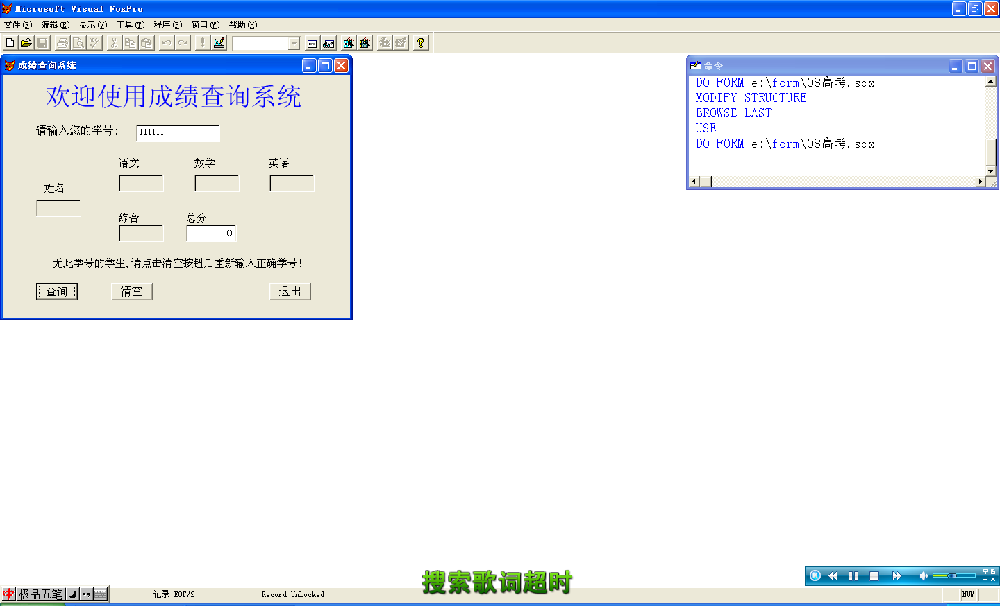 Microsoft Visual FoxPro
文件(F) 编辑(E) 显示(V) 工具(T) 程序(P) 窗口(W) 帮助(H)
成绩查询系统
欢迎使用成绩查询系统
请输入您的学号: 111111
语文 数学 英语
姓名
综合 总分
0
无此学号的学生,请点击清空按钮后重新输入正确学号!
查询 清空 退出
命令
DO FORM e:\form\08高考.scx
MODIFY STRUCTURE
BROWSE LAST
USE
DO FORM e:\form\08高考.scx
搜索歌词超时
中 极品五笔 记录:EOF/2 Record Unlocked NUM